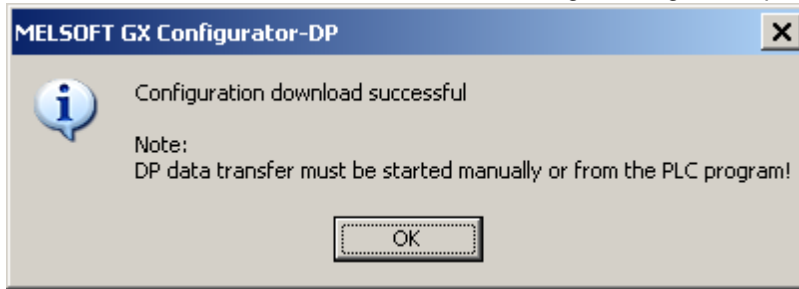 MELSOFT GX Configurator-DP
Configuration download successful
Note:
DP data transfer must be started manually or from the PLC program!
OK